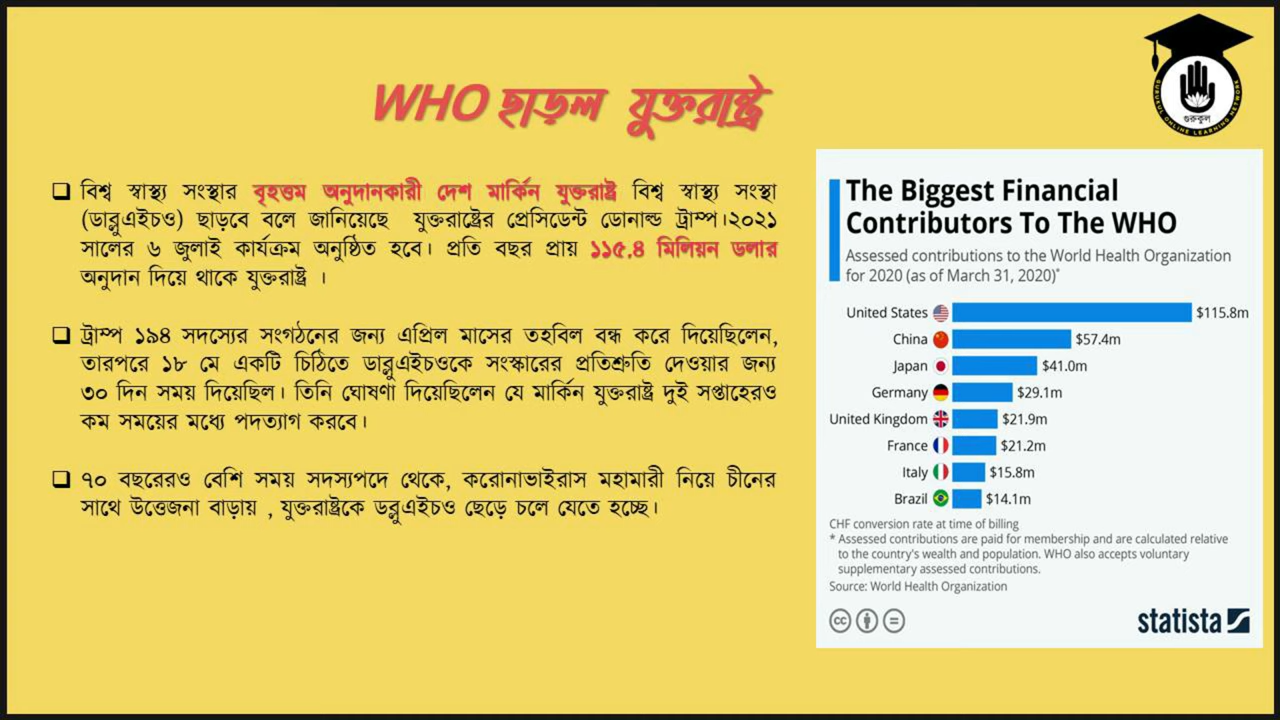 WHO ছাড়ল যুক্তরাষ্ট্র
বিশ্ব স্বাস্থ্য সংস্থার বৃহত্তম অনুদানকারী দেশ মার্কিন যুক্তরাষ্ট্র বিশ্ব স্বাস্থ্য সংস্থা
(ডাব্লুএইচও) ছাড়বে বলে জানিয়েছে যুক্তরাষ্ট্রের প্রেসিডেন্ট ডোনাল্ড ট্রাম্প।২০২১
সালের ৬ জুলাই কার্যক্রম অনুষ্ঠিত হবে। প্রতি বছর প্রায় ১১৫.৪ মিলিয়ন ডলার
অনুদান দিয়ে থাকে যুক্তরাষ্ট্র ।
ট্রাম্প ১৯৪ সদস্যের সংগঠনের জন্য এপ্রিল মাসের তহবিল বন্ধ করে দিয়েছিলেন,
তারপরে ১৮ মে একটি চিঠিতে ডাব্লুএইচওকে সংস্কারের প্রতিশ্রুতি দেওয়ার জন্য
৩০ দিন সময় দিয়েছিল। তিনি ঘোষণা দিয়েছিলেন যে মার্কিন যুক্তরাষ্ট্র দুই সপ্তাহেরও
কম সময়ের মধ্যে পদত্যাগ করবে।
৭০ বছরেরও বেশি সময় সদস্যপদে থেকে, করোনাভাইরাস মহামারী নিয়ে চীনের
সাথে উত্তেজনা বাড়ায় , যুক্তরাষ্ট্রকে ডব্লুএইচও ছেড়ে চলে যেতে হচ্ছে।
গুরুকুল
GURUKUL ONLINE LEARNING NETWORK
The Biggest Financial
Contributors To The WHO
Assessed contributions to the World Health Organization
for 2020 (as of March 31, 2020)*
United States $115.8m
China $57.4m
Japan $41.0m
Germany $29.1m
United Kingdom $21.9m
France $21.2m
Italy $15.8m
Brazil $14.1m
CHF conversion rate at time of billing
* Assessed contributions are paid for membership and are calculated relative
to the country's wealth and population. WHO also accepts voluntary
supplementary assessed contributions.
Source: World Health Organization
cc
statista